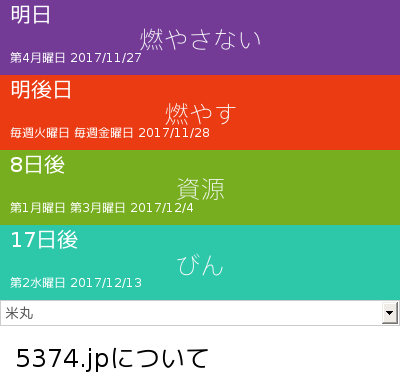 明日
燃やさない
第4月曜日 2017/11/27
明後日
燃やす
毎週火曜日 毎週金曜日 2017/11/28
8日後
資源
第1月曜日 第3月曜日 2017/12/4
17日後
びん
第2水曜日 2017/12/13
米丸
5374.jpについて